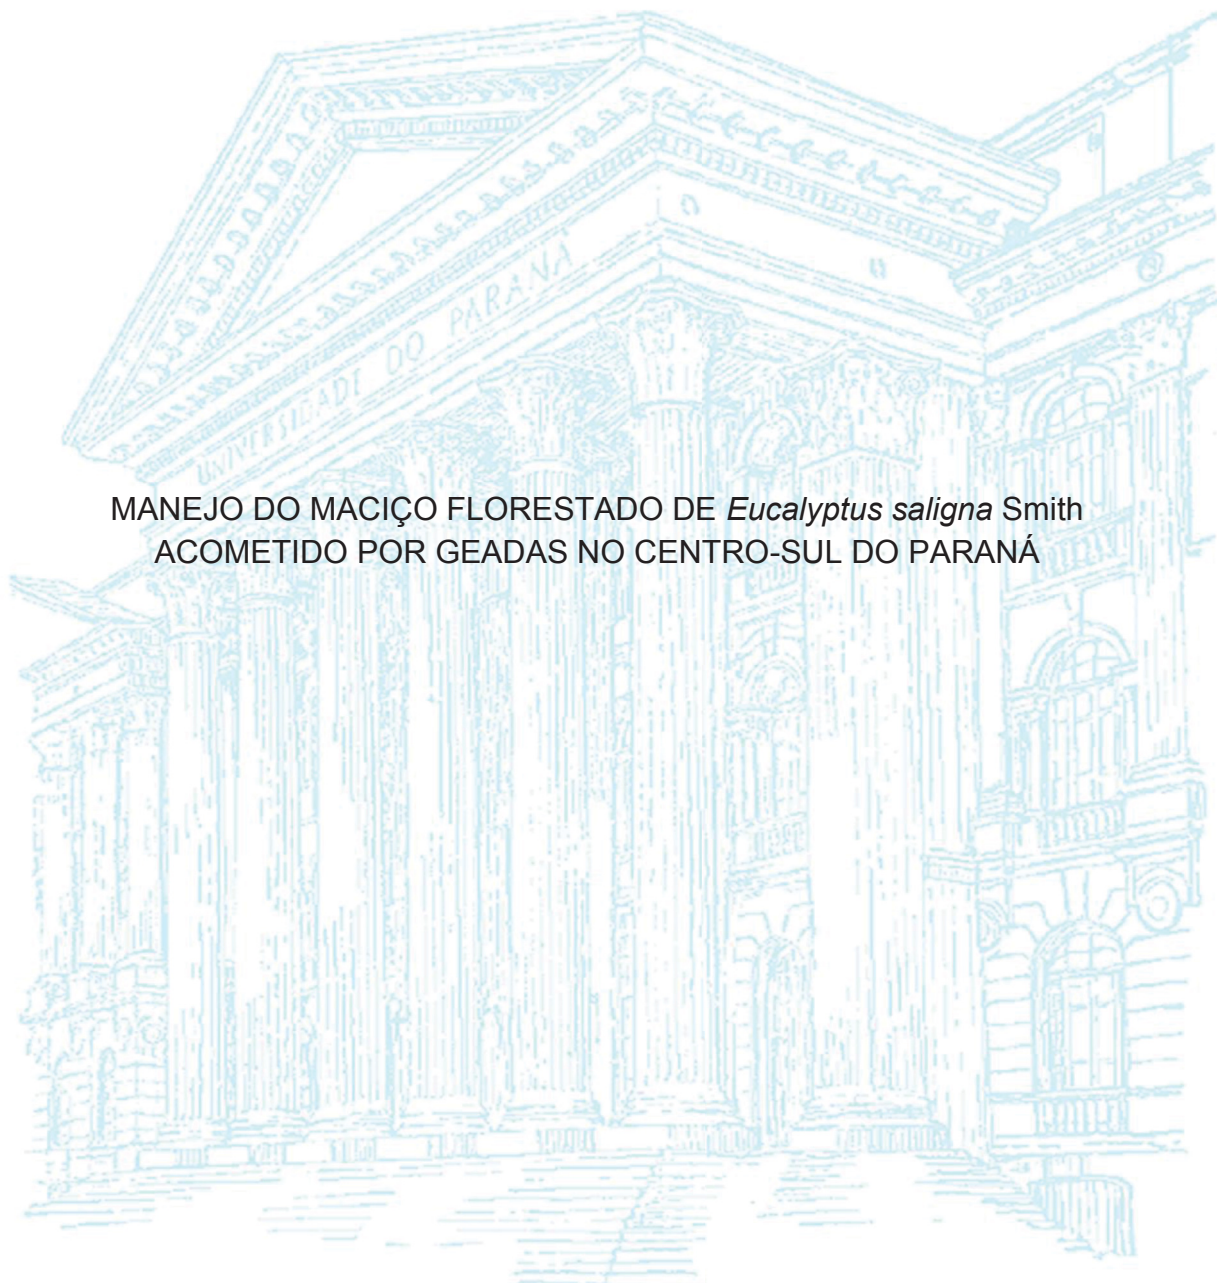 UNIVERSIDADE DO PARANÁ
MANEJO DO MACIÇO FLORESTADO DE Eucalyptus saligna Smith
ACOMETIDO POR GEADAS NO CENTRO-SUL DO PARANÁ